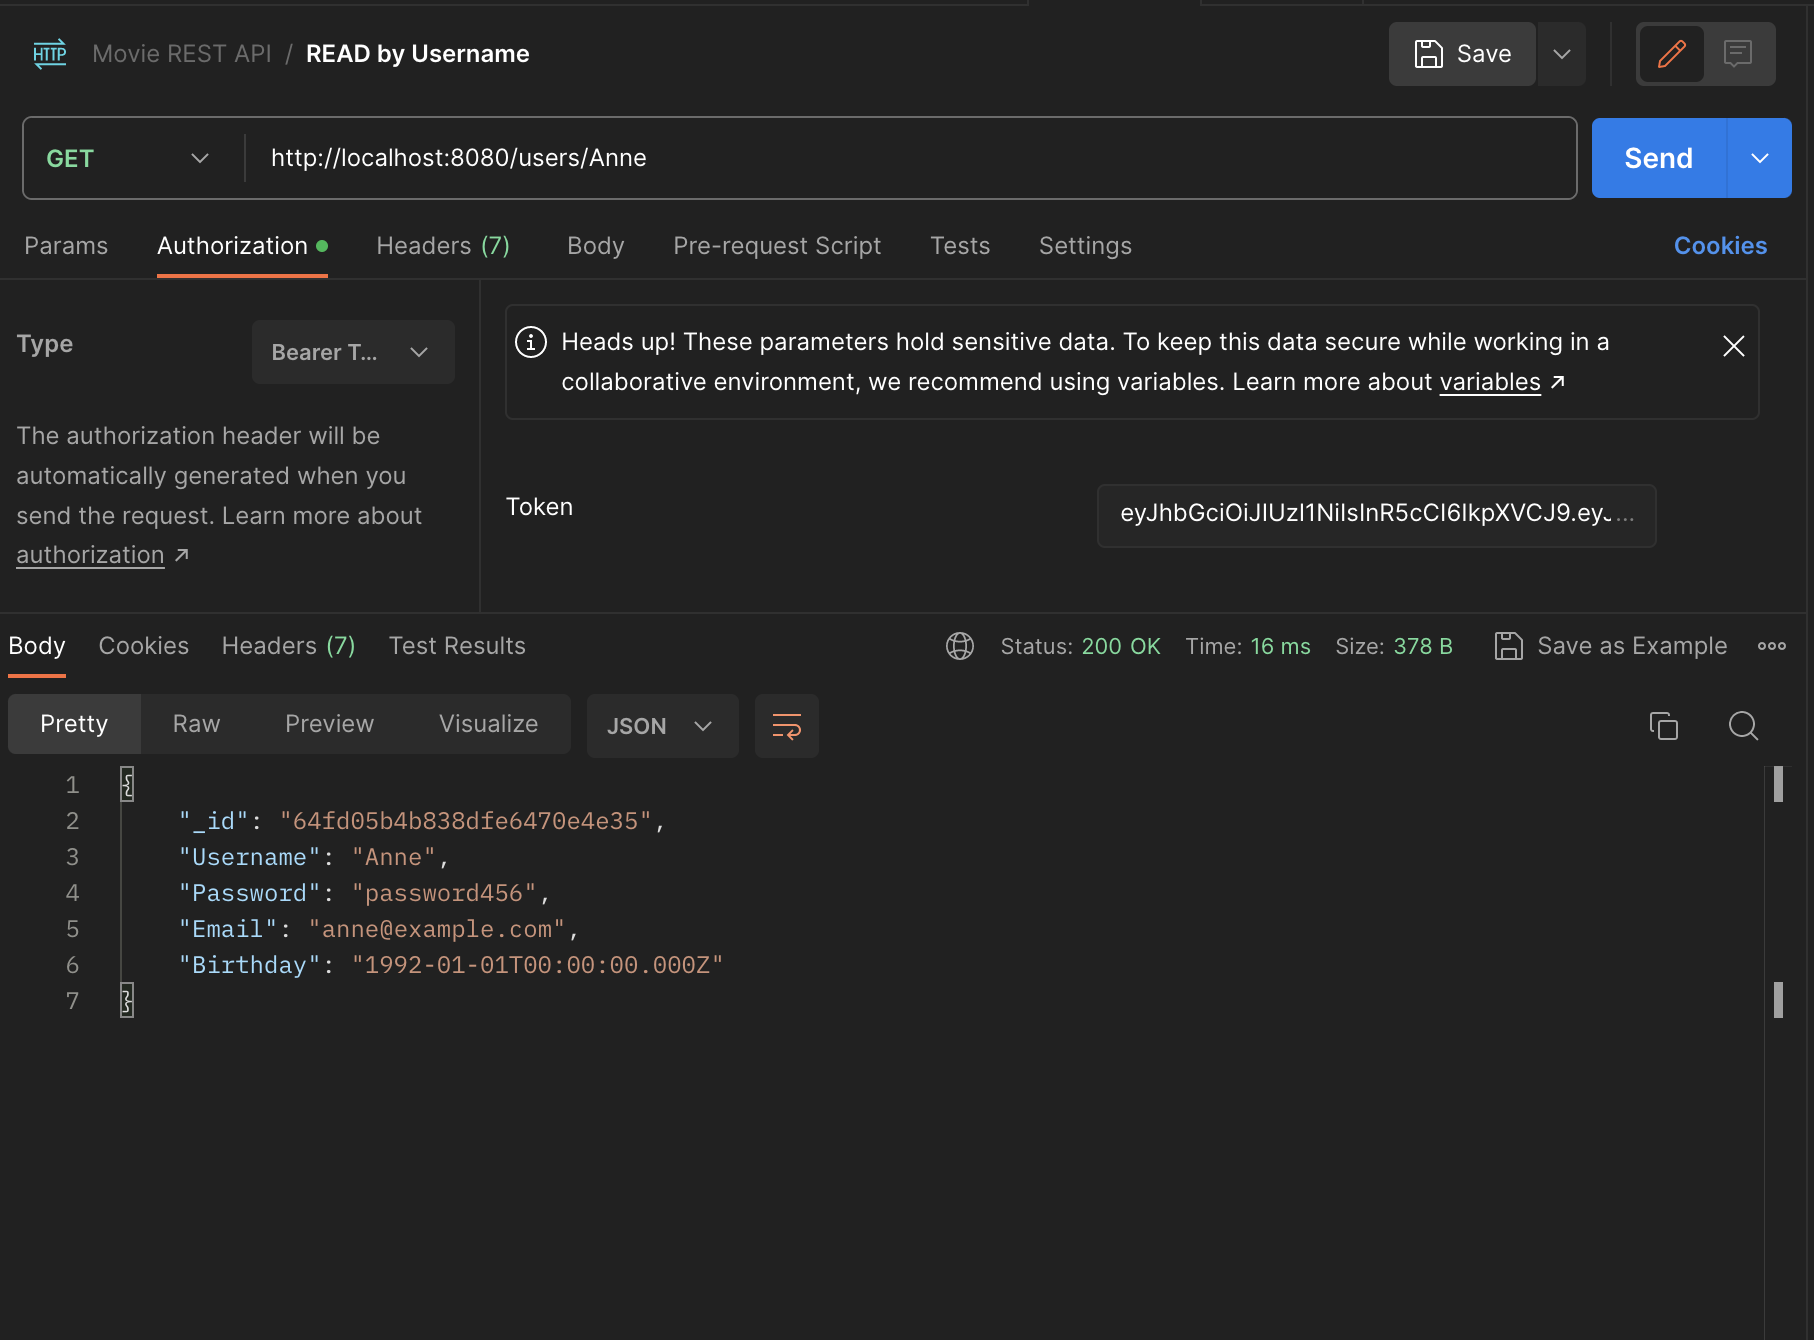 HTTP Movie REST API / READ by Username
Save
GET http://localhost:8080/users/Anne
Send
Params Authorization Headers (7) Body Pre-request Script Tests Settings Cookies
Type Bearer T...
The authorization header will be
automatically generated when you
send the request. Learn more about
authorization ↗
Heads up! These parameters hold sensitive data. To keep this data secure while working in a
collaborative environment, we recommend using variables. Learn more about variables ↗
Token eyJhbGciOiJIUzI1NiIsInR5cCI6IkpXVCJ9.eyJ...
Body Cookies Headers (7) Test Results Status: 200 OK Time: 16 ms Size: 378 B Save as Example
Pretty Raw Preview Visualize JSON
1 {
2 "_id": "64fd05b4b838dfe6470e4e35",
3 "Username": "Anne",
4 "Password": "password456",
5 "Email": "anne@example.com",
6 "Birthday": "1992-01-01T00:00:00.000Z"
7 }